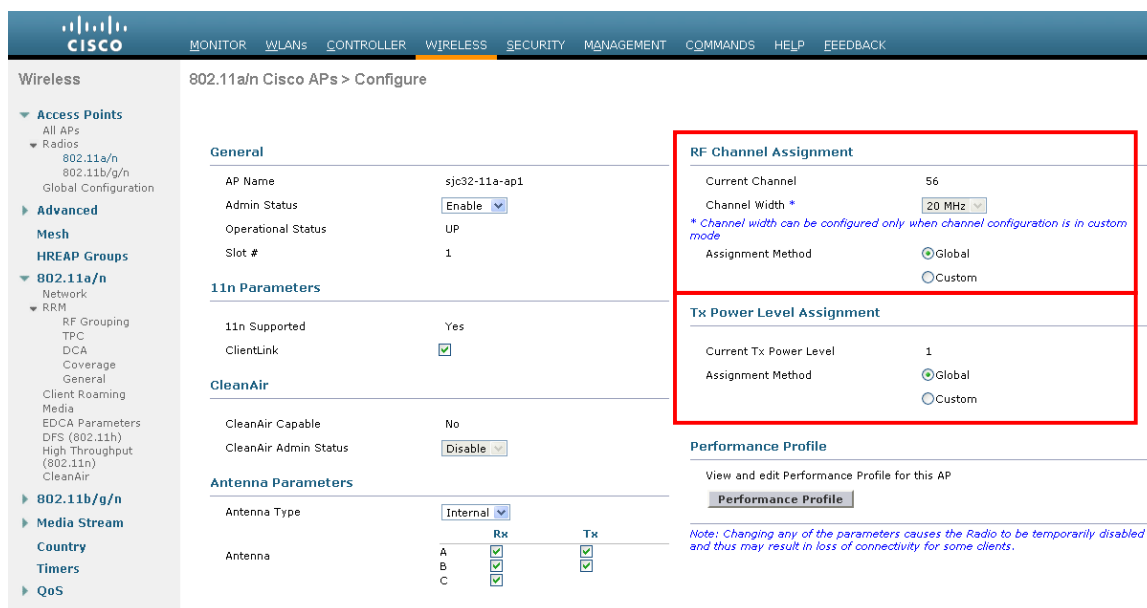 CISCO
MONITOR WLANs CONTROLLER WIRELESS SECURITY MANAGEMENT COMMANDS HELP FEEDBACK
Wireless
Access Points
All APs
Radios
802.11a/n
802.11b/g/n
Global Configuration
Advanced
Mesh
HREAP Groups
802.11a/n
Network
RRM
RF Grouping
TPC
DCA
Coverage
General
Client Roaming
Media
EDCA Parameters
DFS (802.11h)
High Throughput
(802.11n)
CleanAir
802.11b/g/n
Media Stream
Country
Timers
QoS
802.11a/n Cisco APs > Configure
General
AP Name sjc32-11a-ap1
Admin Status Enable
Operational Status UP
Slot # 1
11n Parameters
11n Supported Yes
ClientLink
CleanAir
CleanAir Capable No
CleanAir Admin Status Disable
Antenna Parameters
Antenna Type Internal
Rx Tx
Antenna A
B
C
RF Channel Assignment
Current Channel 56
Channel Width * 20 MHz
* Channel width can be configured only when channel configuration is in custom
mode
Assignment Method Global
Custom
Tx Power Level Assignment
Current Tx Power Level 1
Assignment Method Global
Custom
Performance Profile
View and edit Performance Profile for this AP
Performance Profile
Note: Changing any of the parameters causes the Radio to be temporarily disabled
and thus may result in loss of connectivity for some clients.